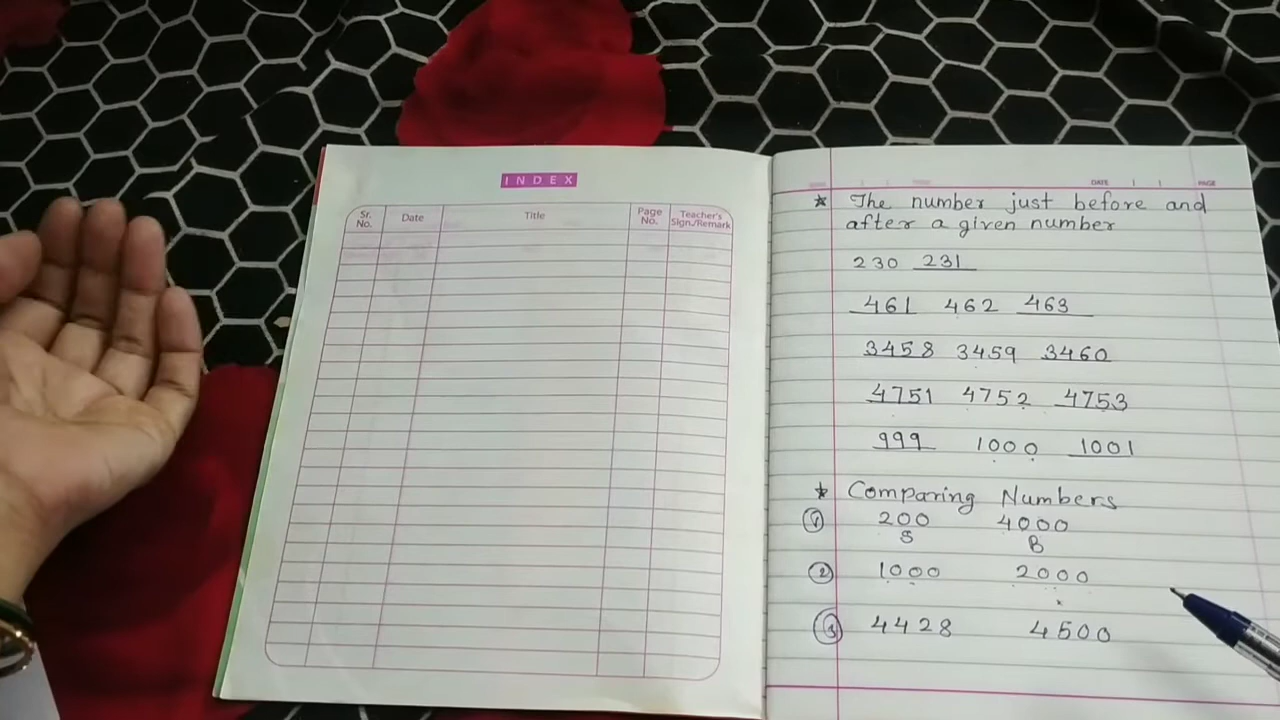 INDEX
Sr. No. Date Title Page No. Teacher's Sign./Remark
DATE PAGE
* The number just before and
after a given number
230 231
461 462 463
3458 3459 3460
4751 4752 4753
999 1000 1001
* Comparing Numbers
① 200 4000
S B
② 1000 2000
③ 4428 4500